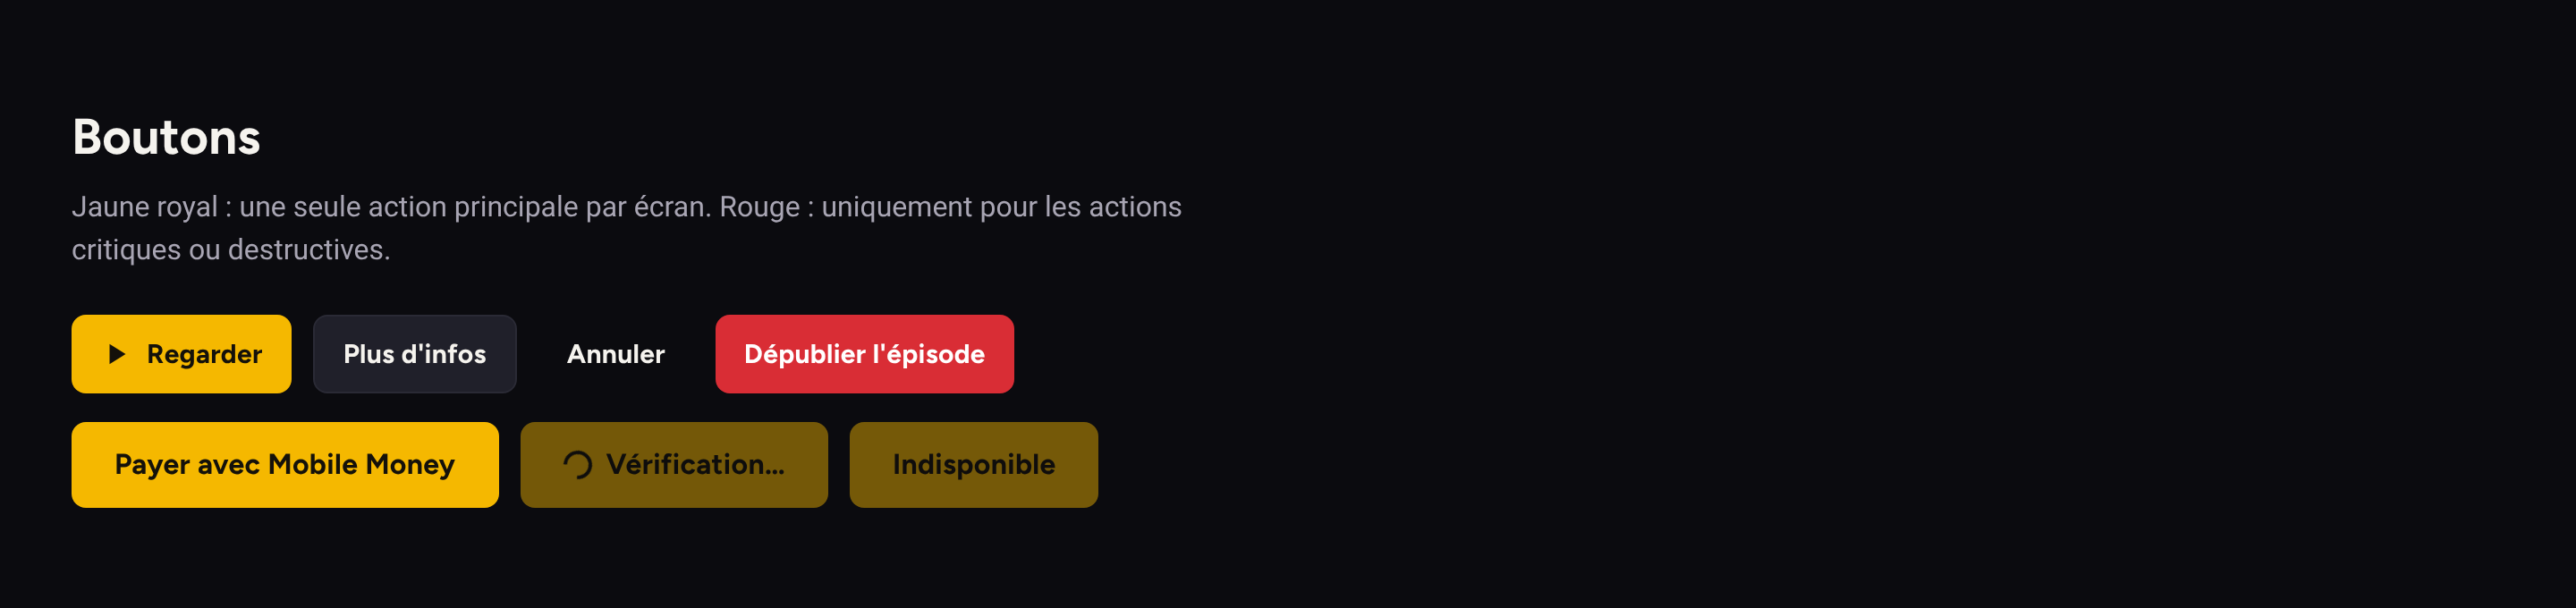 Boutons
Jaune royal : une seule action principale par écran. Rouge : uniquement pour les actions
critiques ou destructives.
Regarder
Plus d'infos
Annuler
Dépublier l'épisode
Payer avec Mobile Money
Vérification...
Indisponible